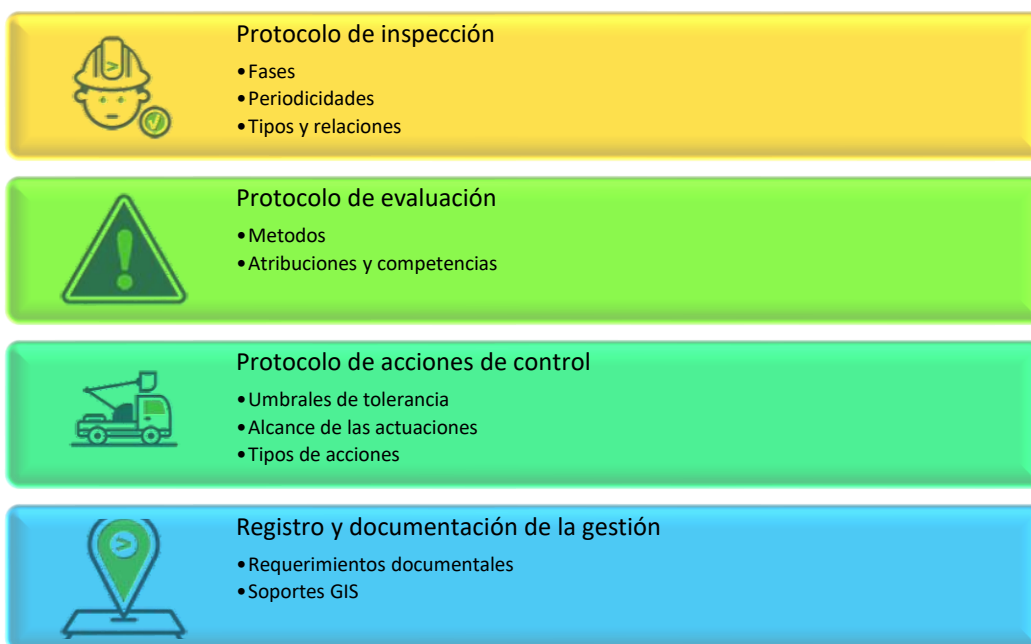 Protocolo de inspección
•Fases
•Periodicidades
•Tipos y relaciones
Protocolo de evaluación
•Metodos
•Atribuciones y competencias
Protocolo de acciones de control
•Umbrales de tolerancia
•Alcance de las actuaciones
•Tipos de acciones
Registro y documentación de la gestión
•Requerimientos documentales
•Soportes GIS